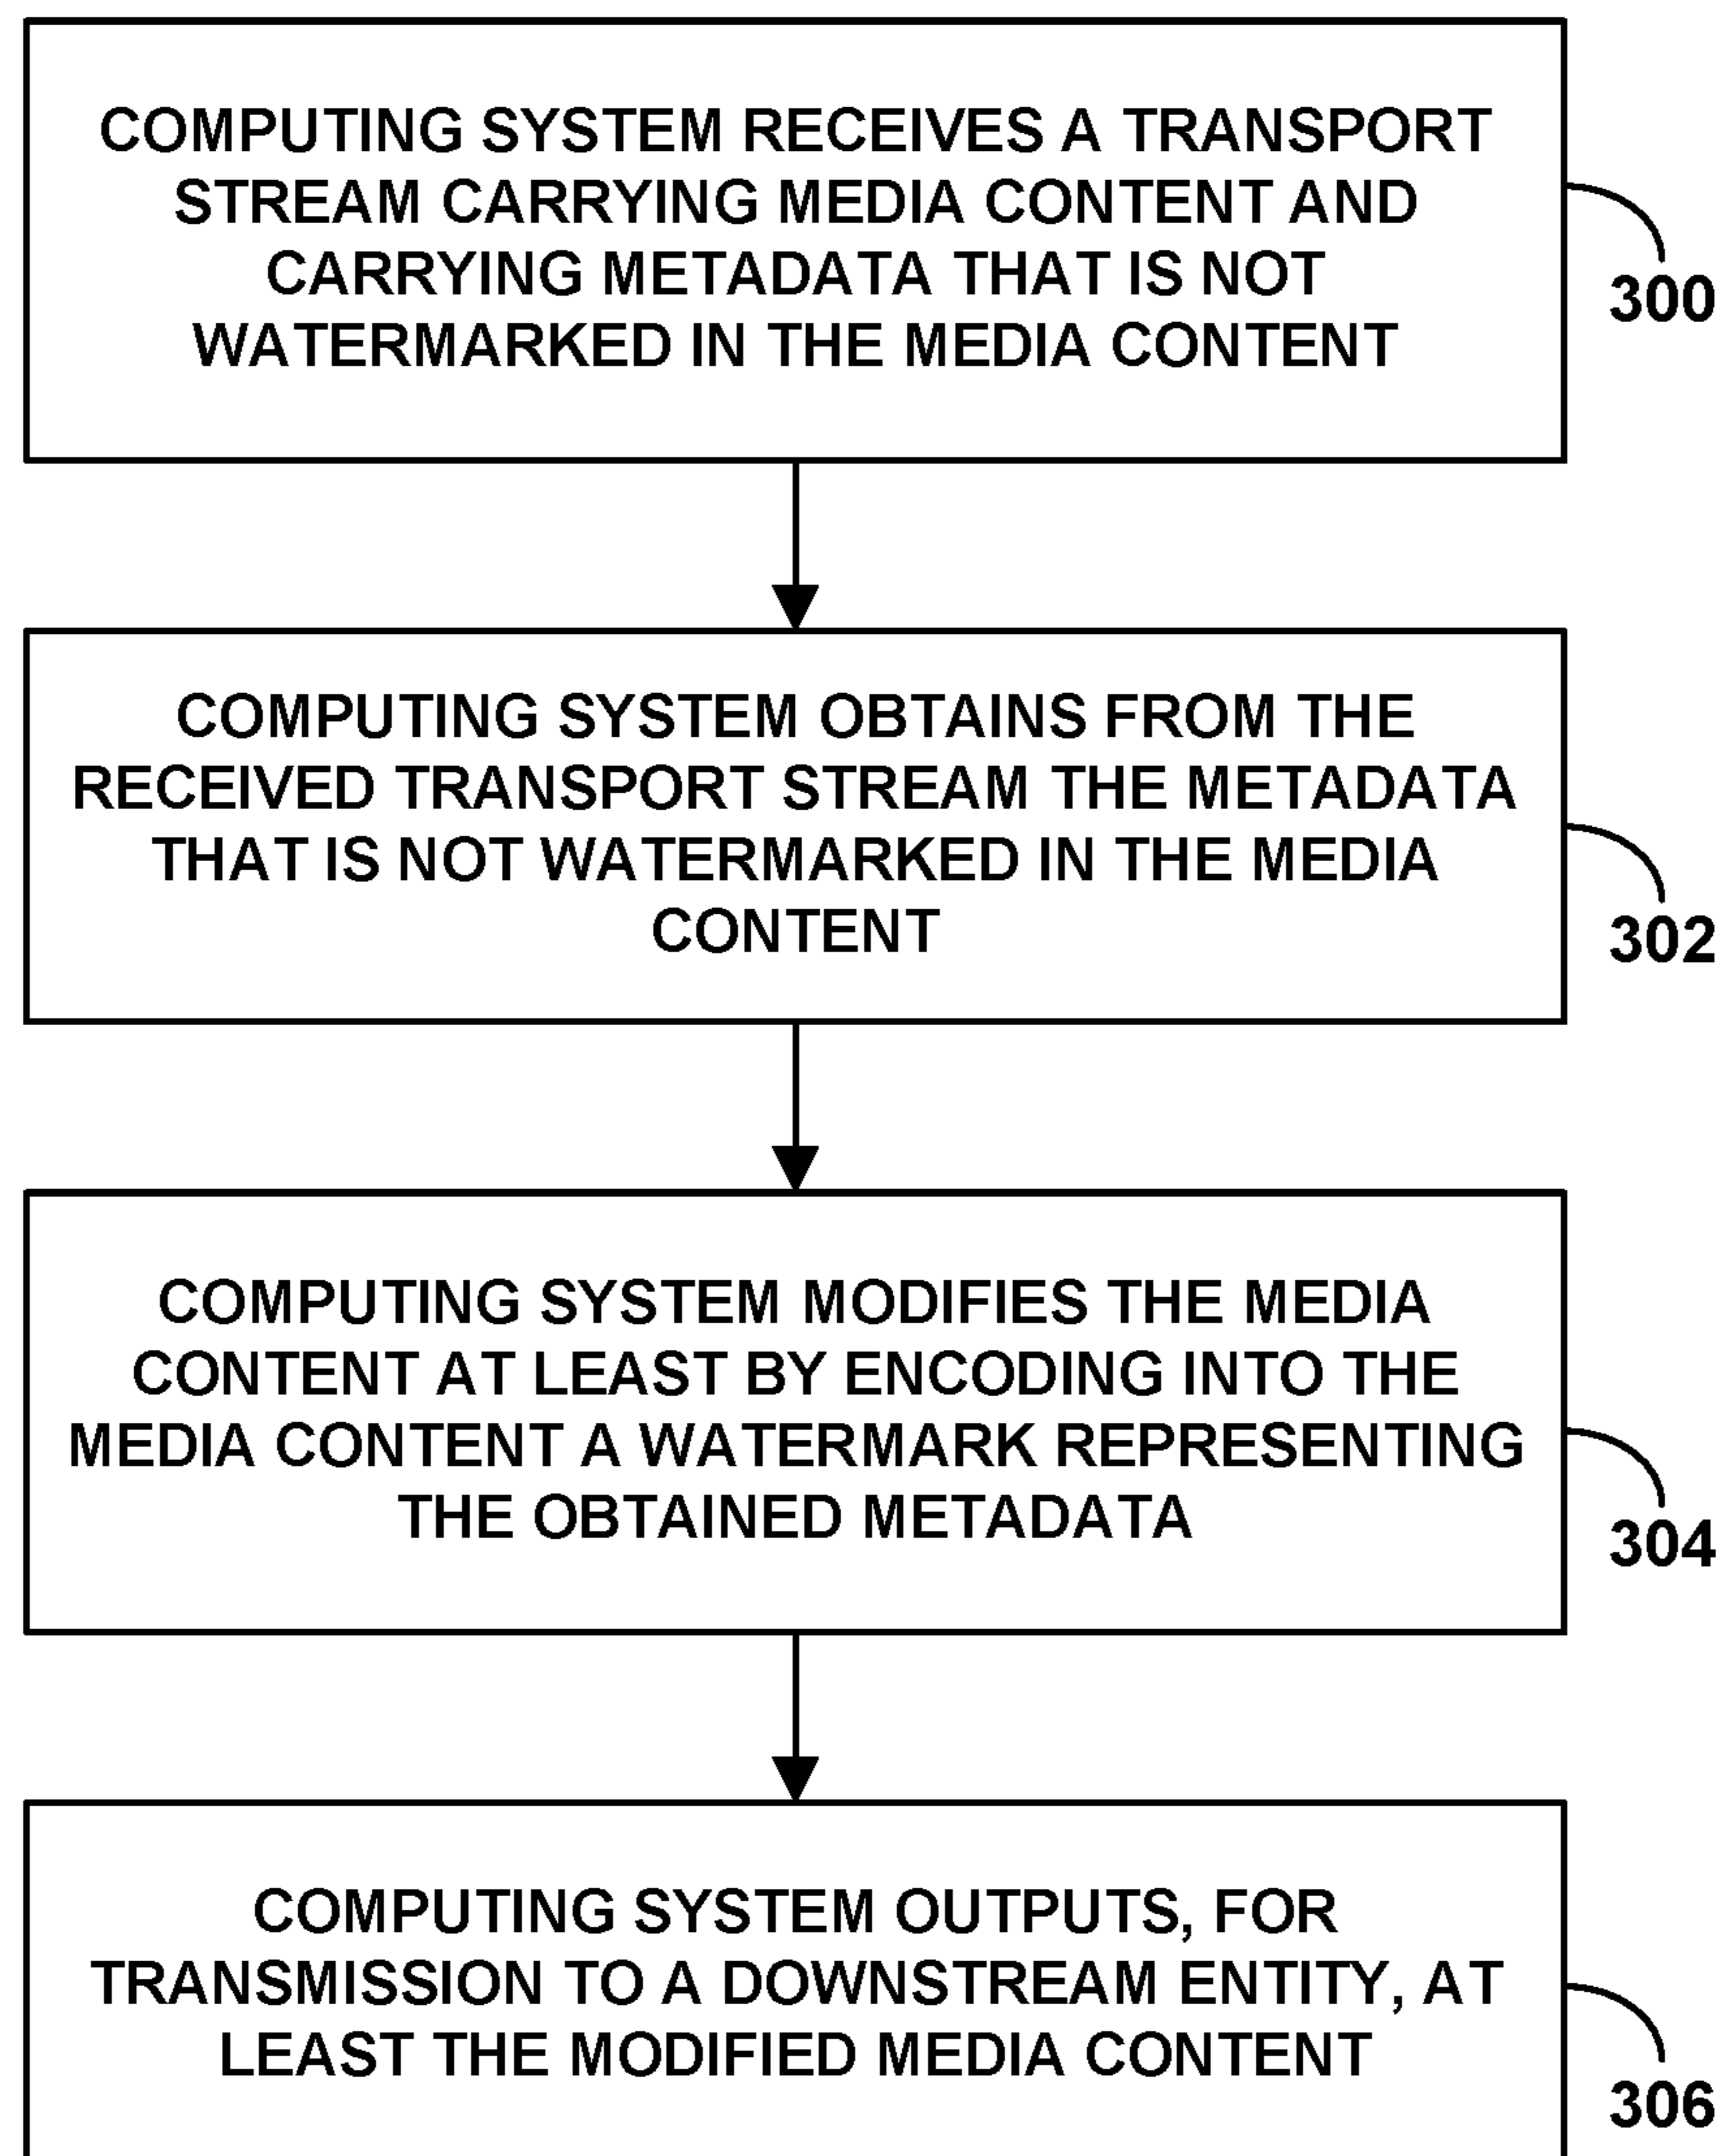 COMPUTING SYSTEM RECEIVES A TRANSPORT
STREAM CARRYING MEDIA CONTENT AND
CARRYING METADATA THAT IS NOT
WATERMARKED IN THE MEDIA CONTENT
300
COMPUTING SYSTEM OBTAINS FROM THE
RECEIVED TRANSPORT STREAM THE METADATA
THAT IS NOT WATERMARKED IN THE MEDIA
CONTENT
302
COMPUTING SYSTEM MODIFIES THE MEDIA
CONTENT AT LEAST BY ENCODING INTO THE
MEDIA CONTENT A WATERMARK REPRESENTING
THE OBTAINED METADATA
304
COMPUTING SYSTEM OUTPUTS, FOR
TRANSMISSION TO A DOWNSTREAM ENTITY, AT
LEAST THE MODIFIED MEDIA CONTENT
306